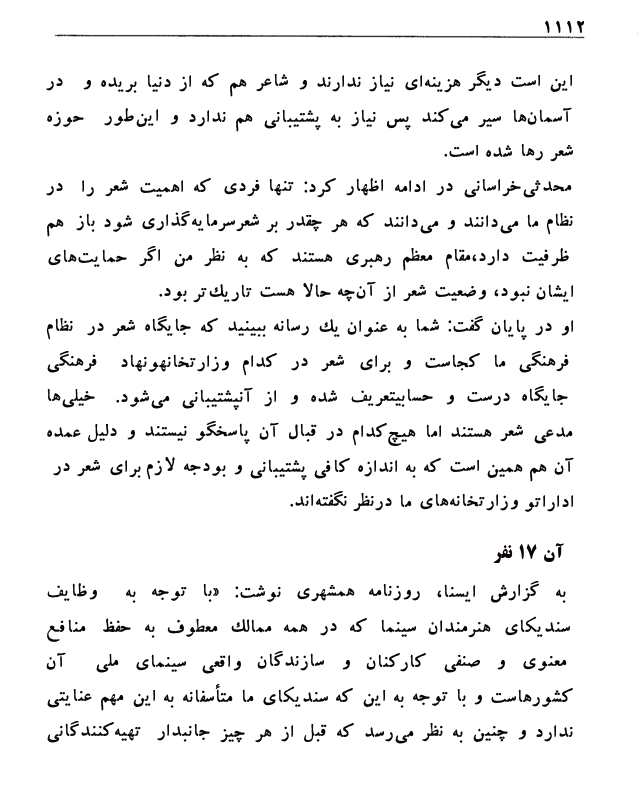 ۱۱۱۲
این است دیگر هزینه‌ای نیاز ندارند و شاعر هم که از دنیا بریده و در
آسمان‌ها سیر می‌کند پس نیاز به پشتیبانی هم ندارد و این‌طور حوزه
شعر رها شده است.
محدثی‌خراسانی در ادامه اظهار کرد: تنها فردی که اهمیت شعر را در
نظام ما می‌دانند و می‌دانند که هر چقدر بر شعرسرمایه‌گذاری شود باز هم
ظرفیت دارد،مقام معظم رهبری هستند که به نظر من اگر حمایت‌های
ایشان نبود، وضعیت شعر از آن‌چه حالا هست تاریك‌تر بود.
او در پایان گفت: شما به عنوان یك رسانه ببینید که جایگاه شعر در نظام
فرهنگی ما کجاست و برای شعر در کدام وزارتخانهونهاد فرهنگی
جایگاه درست و حسابیتعریف شده و از آنپشتیبانی می‌شود. خیلی‌ها
مدعی شعر هستند اما هیچ‌کدام در قبال آن پاسخگو نیستند و دلیل عمده
آن هم همین است که به اندازه کافی پشتیبانی و بودجه لازم برای شعر در
اداراتو وزارتخانه‌های ما درنظر نگفته‌اند.
آن ۱۷ نفر
به گزارش ایسنا، روزنامه همشهری نوشت: «با توجه به وظایف
سندیکای هنرمندان سینما که در همه ممالك معطوف به حفظ منافع
معنوی و صنفی کارکنان و سازندگان واقعی سینمای ملی آن
کشورهاست و با توجه به این که سندیکای ما متأسفانه به این مهم عنایتی
ندارد و چنین به نظر می‌رسد که قبل از هر چیز جانبدار تهیه‌کنندگانی